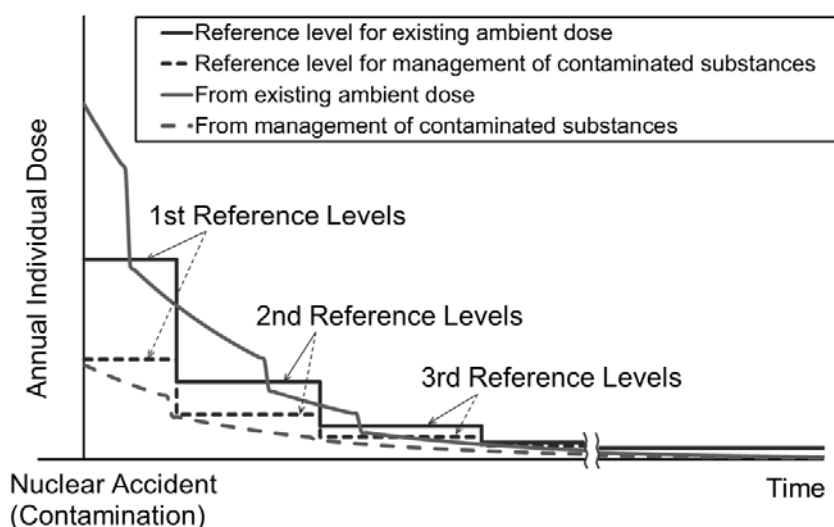 Reference level for existing ambient dose
Reference level for management of contaminated substances
From existing ambient dose
From management of contaminated substances
Annual Individual Dose
1st Reference Levels
2nd Reference Levels
3rd Reference Levels
Nuclear Accident
(Contamination)
Time